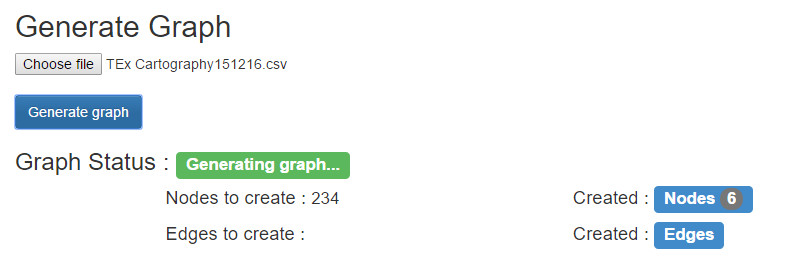 Generate Graph
Choose file TEx Cartography151216.csv
Generate graph
Graph Status : Generating graph...
Nodes to create : 234 Created : Nodes 6
Edges to create : Created : Edges